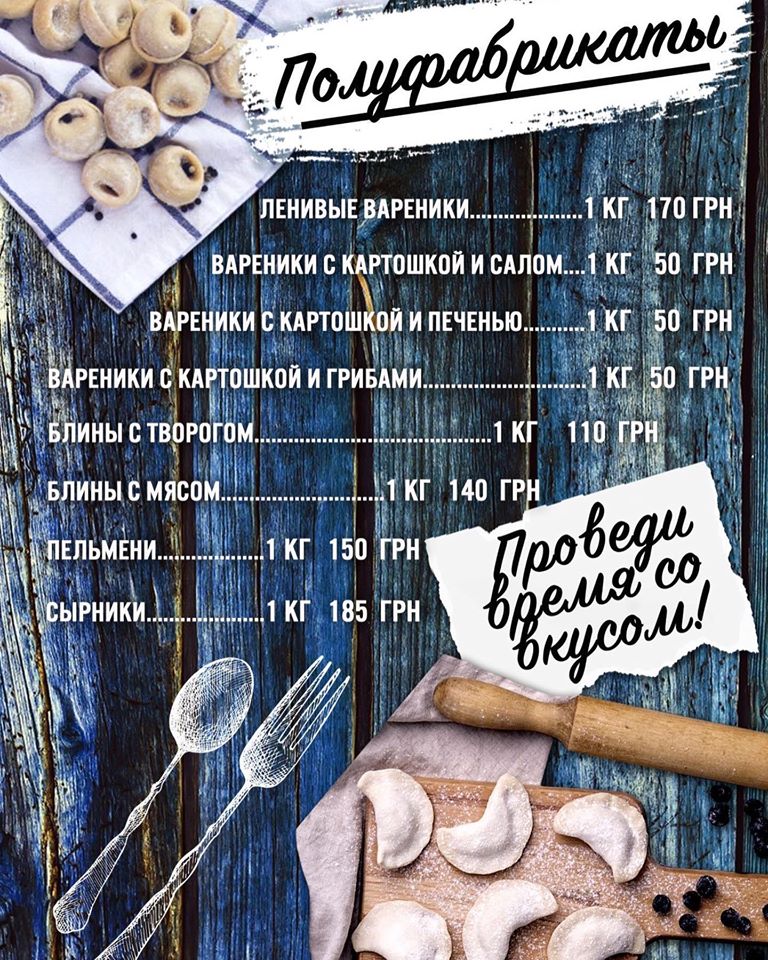 Полуфабрикаты
ЛЕНИВЫЕ ВАРЕНИКИ....................1 КГ 170 ГРН
ВАРЕНИКИ С КАРТОШКОЙ И САЛОМ....1 КГ 50 ГРН
ВАРЕНИКИ С КАРТОШКОЙ И ПЕЧЕНЬЮ...........1 КГ 50 ГРН
ВАРЕНИКИ С КАРТОШКОЙ И ГРИБАМИ.............................1 КГ 50 ГРН
БЛИНЫ С ТВОРОГОМ..........................................1 КГ 110 ГРН
БЛИНЫ С МЯСОМ.............................1 КГ 140 ГРН
ПЕЛЬМЕНИ...................1 КГ 150 ГРН
СЫРНИКИ.....................1 КГ 185 ГРН
Проведи
время со
вкусом!